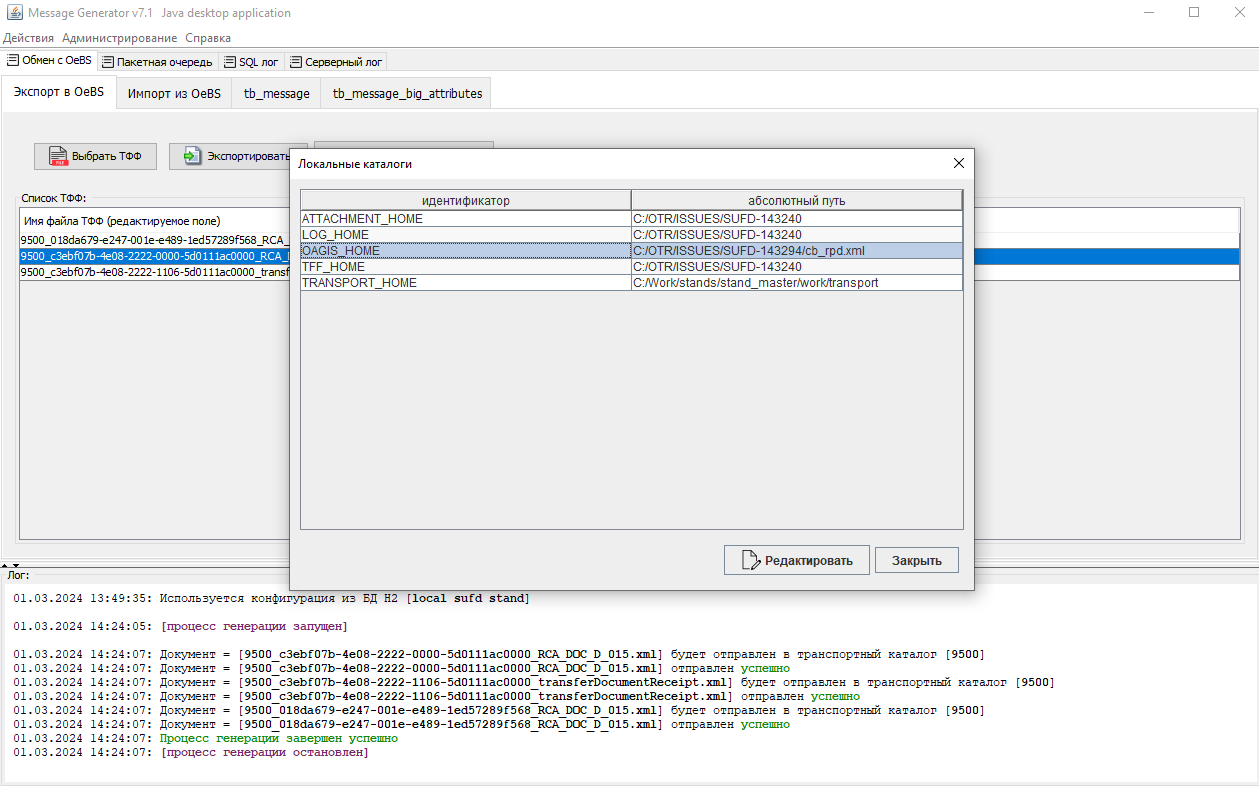 Message Generator v7.1 Java desktop application
Действия Администрирование Справка
Обмен с OeBS Пакетная очередь SQL лог Серверный лог
Экспорт в OeBS Импорт из OeBS tb_message tb_message_big_attributes
Выбрать ТФФ Экспортировать
Список ТФФ:
Имя файла ТФФ (редактируемое поле)
9500_018da679-e247-001e-e489-1ed57289f568_RCA_
9500_c3ebf07b-4e08-2222-0000-5d0111ac0000_RCA_
9500_c3ebf07b-4e08-2222-1106-5d0111ac0000_transf
Локальные каталоги
идентификатор абсолютный путь
ATTACHMENT_HOME C:/OTR/ISSUES/SUFD-143240
LOG_HOME C:/OTR/ISSUES/SUFD-143240
OAGIS_HOME C:/OTR/ISSUES/SUFD-143294/cb_rpd.xml
TFF_HOME C:/OTR/ISSUES/SUFD-143240
TRANSPORT_HOME C:/Work/stands/stand_master/work/transport
Редактировать Закрыть
Лог:
01.03.2024 13:49:35: Используется конфигурация из БД H2 [local sufd stand]
01.03.2024 14:24:05: [процесс генерации запущен]
01.03.2024 14:24:07: Документ = [9500_c3ebf07b-4e08-2222-0000-5d0111ac0000_RCA_DOC_D_015.xml] будет отправлен в транспортный каталог [9500]
01.03.2024 14:24:07: Документ = [9500_c3ebf07b-4e08-2222-0000-5d0111ac0000_RCA_DOC_D_015.xml] отправлен успешно
01.03.2024 14:24:07: Документ = [9500_c3ebf07b-4e08-2222-1106-5d0111ac0000_transferDocumentReceipt.xml] будет отправлен в транспортный каталог [9500]
01.03.2024 14:24:07: Документ = [9500_c3ebf07b-4e08-2222-1106-5d0111ac0000_transferDocumentReceipt.xml] отправлен успешно
01.03.2024 14:24:07: Документ = [9500_018da679-e247-001e-e489-1ed57289f568_RCA_DOC_D_015.xml] будет отправлен в транспортный каталог [9500]
01.03.2024 14:24:07: Документ = [9500_018da679-e247-001e-e489-1ed57289f568_RCA_DOC_D_015.xml] отправлен успешно
01.03.2024 14:24:07: Процесс генерации завершен успешно
01.03.2024 14:24:07: [процесс генерации остановлен]